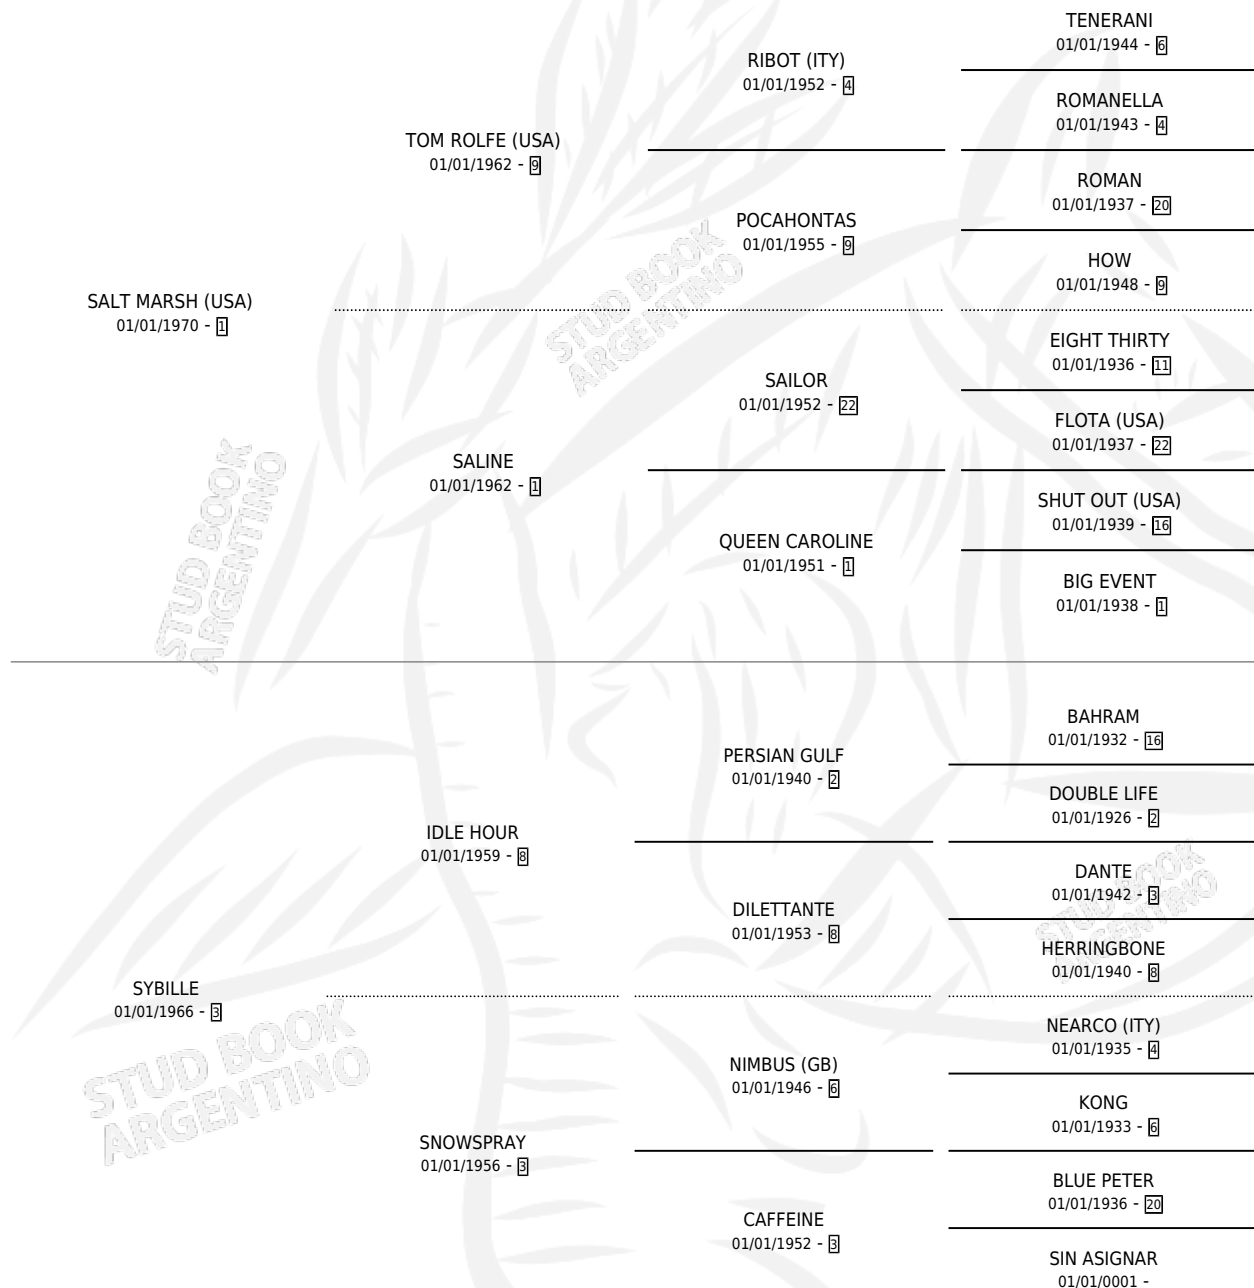 TENERANI
01/01/1944 - 6
RIBOT (ITY)
01/01/1952 - 4
ROMANELLA
01/01/1943 - 4
TOM ROLFE (USA)
01/01/1962 - 9
ROMAN
01/01/1937 - 20
POCAHONTAS
01/01/1955 - 9
HOW
01/01/1948 - 9
SALT MARSH (USA)
01/01/1970 - 1
EIGHT THIRTY
01/01/1936 - 11
SAILOR
01/01/1952 - 22
FLOTA (USA)
01/01/1937 - 22
SALINE
01/01/1962 - 1
SHUT OUT (USA)
01/01/1939 - 16
QUEEN CAROLINE
01/01/1951 - 1
BIG EVENT
01/01/1938 - 1
BAHRAM
01/01/1932 - 16
PERSIAN GULF
01/01/1940 - 2
DOUBLE LIFE
01/01/1926 - 2
IDLE HOUR
01/01/1959 - 8
DANTE
01/01/1942 - 3
DILETTANTE
01/01/1953 - 8
HERRINGBONE
01/01/1940 - 8
SYBILLE
01/01/1966 - 3
NEARCO (ITY)
01/01/1935 - 4
NIMBUS (GB)
01/01/1946 - 6
KONG
01/01/1933 - 6
SNOWSPRAY
01/01/1956 - 3
BLUE PETER
01/01/1936 - 20
CAFFEINE
01/01/1952 - 3
SIN ASIGNAR
01/01/0001 -
STUD BOOK
ARGENTINO
STUD BOOK
ARGENTINO
STUD BOOK
ARGENTINO
STUD BOOK
ARGENTINO